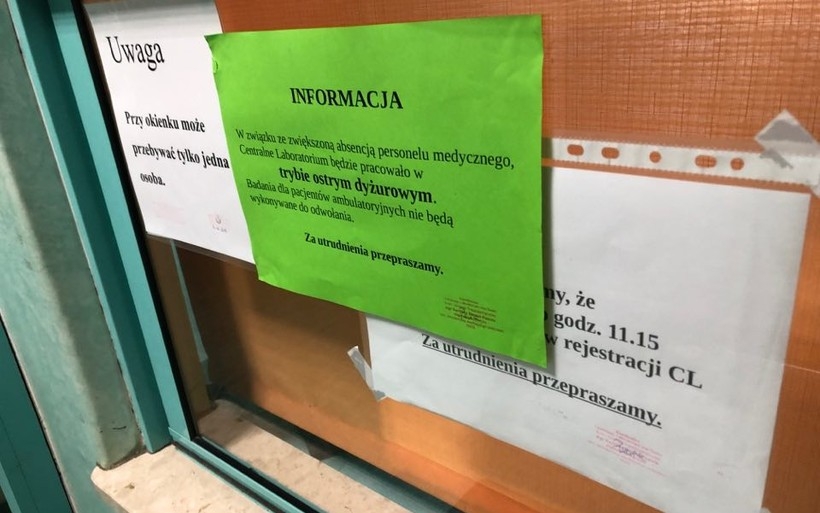 Uwaga
Przy okienku może
przebywać tylko jedna
osoba.
INFORMACJA
W związku ze zwiększoną absencją personelu medycznego,
Centralne Laboratorium będzie pracowało w
trybie ostrym dyżurowym.
Badania dla pacjentów ambulatoryjnych nie będą
wykonywane do odwołania.
Za utrudnienia przepraszamy.
my, że
godz. 11.15
w rejestracji CL
Za utrudnienia przepraszamy.